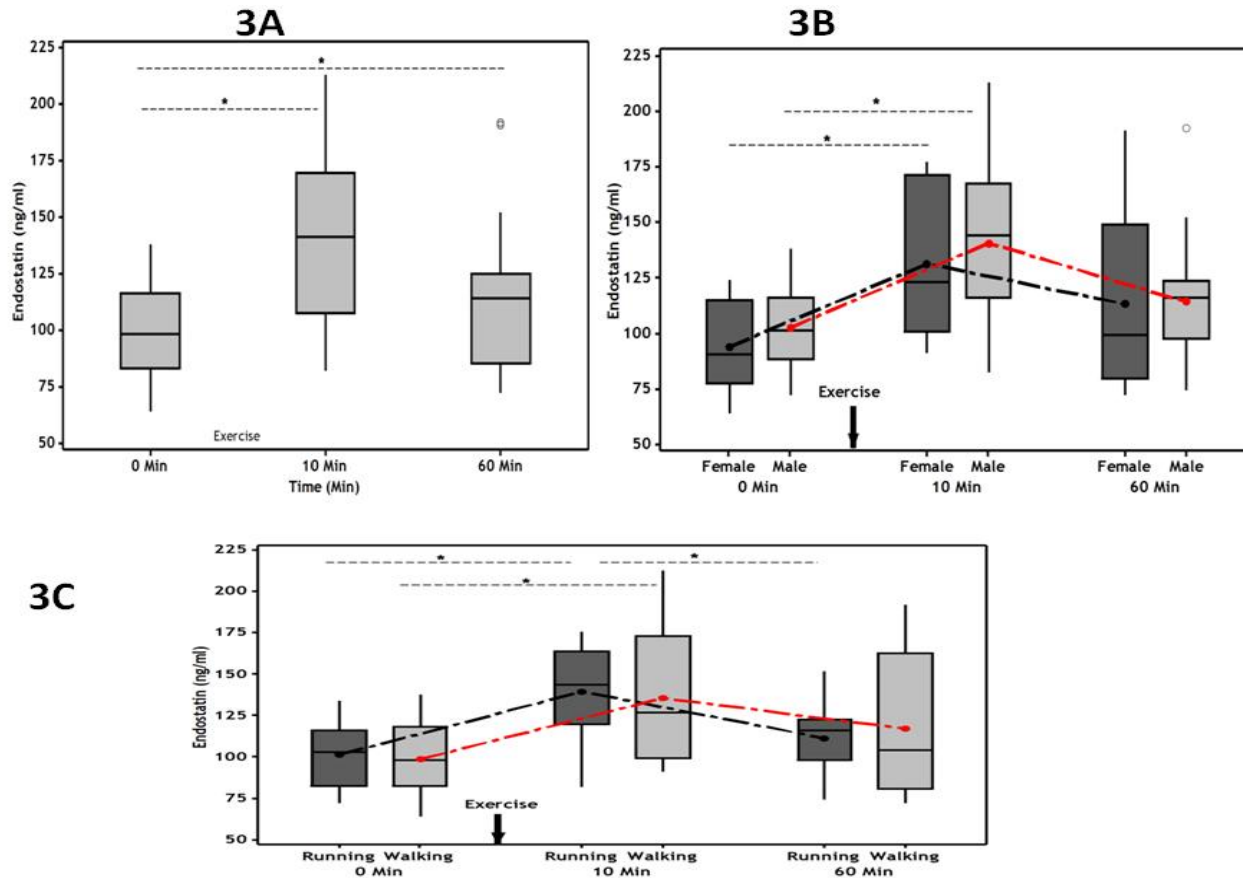 3A
225
200
175
150
125
100
75
50
Endostatin (ng/ml)
*
*
Exercise
0 Min 10 Min 60 Min
Time (Min)
3B
225
200
175
150
125
100
75
50
Endostatin (ng/ml)
*
*
Exercise
Female Male Female Male Female Male
0 Min 10 Min 60 Min
3C
225
200
175
150
125
100
75
50
Endostatin (ng/ml)
* *
*
Exercise
Running Walking Running Walking Running Walking
0 Min 10 Min 60 Min